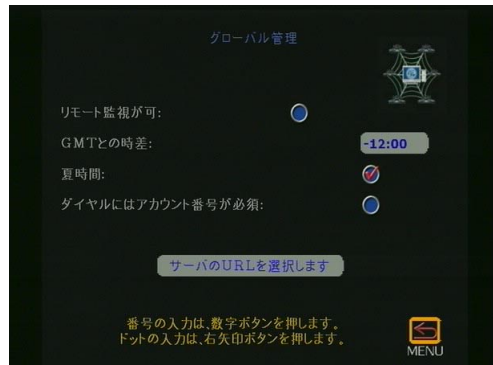 グローバル管理
リモート監視が可:
GMTとの時差: -12:00
夏時間:
ダイヤルにはアカウント番号が必須:
サーバのURLを選択します
番号の入力は､数字ボタンを押します。
ドットの入力は､右矢印ボタンを押します。
MENU